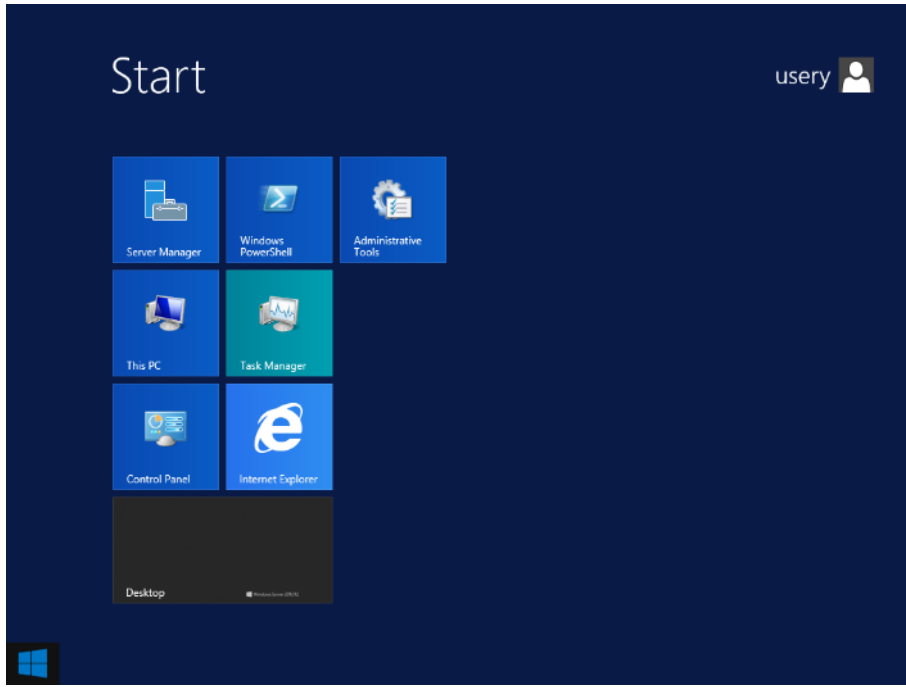 Start
usery
Server Manager
Windows
PowerShell
Administrative
Tools
This PC
Task Manager
Control Panel
Internet Explorer
Desktop